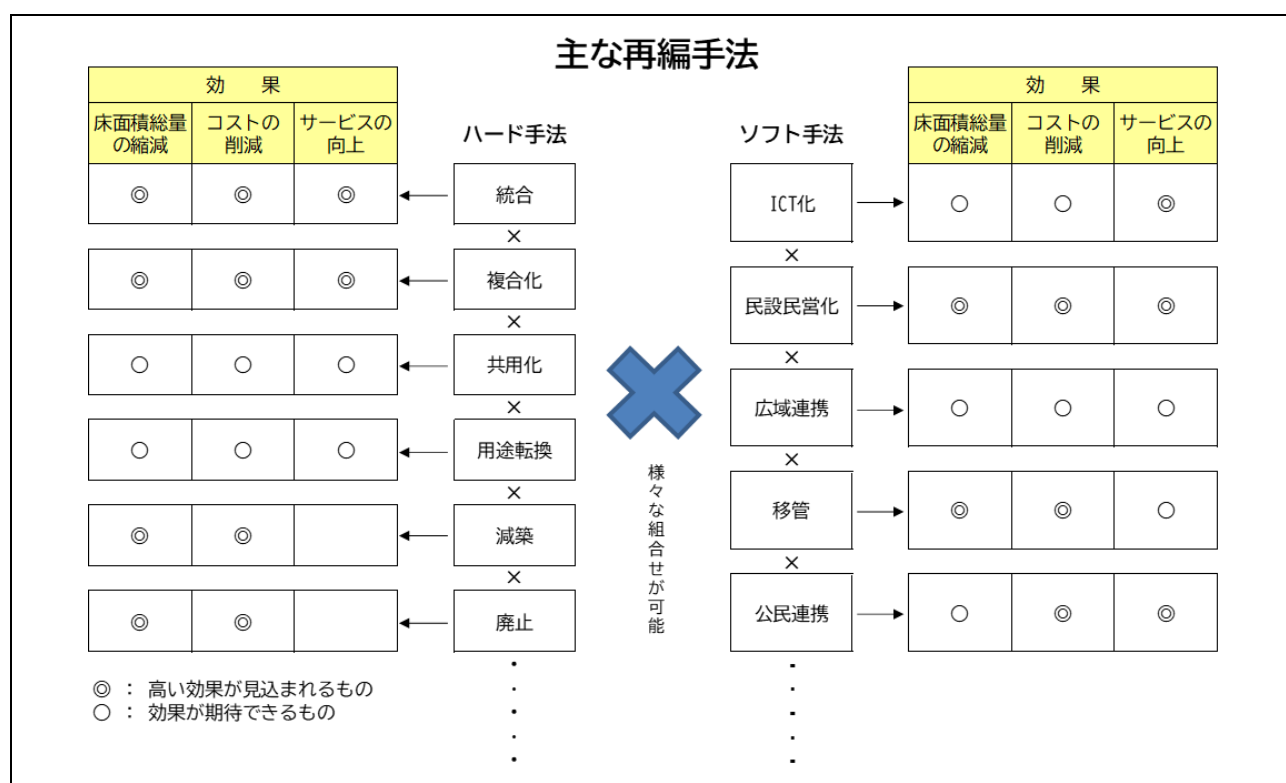 主な再編手法
効　果
床面積総量の縮減 コストの削減 サービスの向上
ハード手法
◎ ◎ ◎ 統合
×
◎ ◎ ◎ 複合化
×
○ ○ ○ 共用化
×
○ ○ ○ 用途転換
×
◎ ◎ 減築
×
◎ ◎ 廃止
◎ ： 高い効果が見込まれるもの
○ ： 効果が期待できるもの
様々な組合せが可能
ソフト手法
効　果
床面積総量の縮減 コストの削減 サービスの向上
ICT化 ○ ○ ◎
×
民設民営化 ◎ ◎ ◎
×
広域連携 ○ ○ ○
×
移管 ◎ ◎ ○
×
公民連携 ○ ◎ ◎